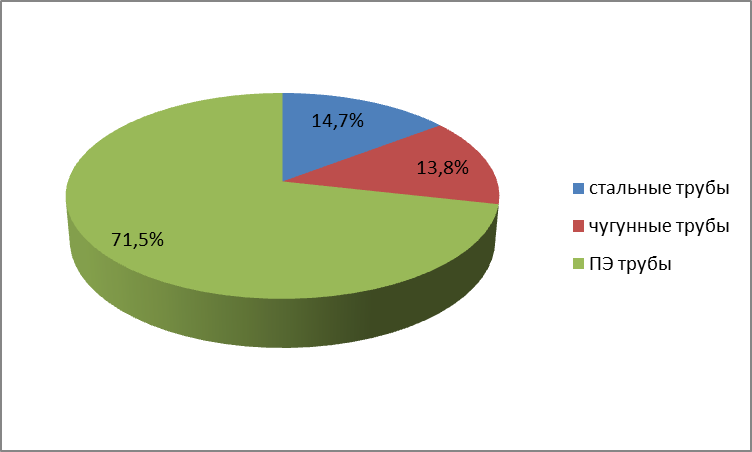 14,7%
13,8%
71,5%
стальные трубы
чугунные трубы
ПЭ трубы